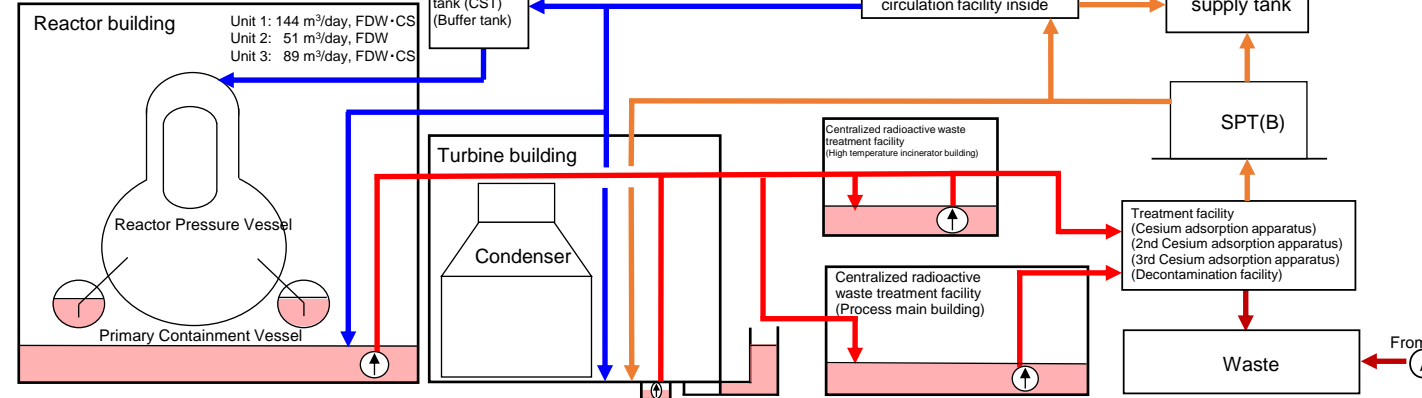 tank (CST)
(Buffer tank)
circulation facility inside
supply tank
Reactor building
Unit 1: 144 m³/day, FDW・CS
Unit 2: 51 m³/day, FDW
Unit 3: 89 m³/day, FDW・CS
SPT(B)
Turbine building
Centralized radioactive waste
treatment facility
(High temperature incinerator building)
Reactor Pressure Vessel
Condenser
Treatment facility
(Cesium adsorption apparatus)
(2nd Cesium adsorption apparatus)
(3rd Cesium adsorption apparatus)
(Decontamination facility)
Centralized radioactive
waste treatment facility
(Process main building)
Primary Containment Vessel
Waste
From